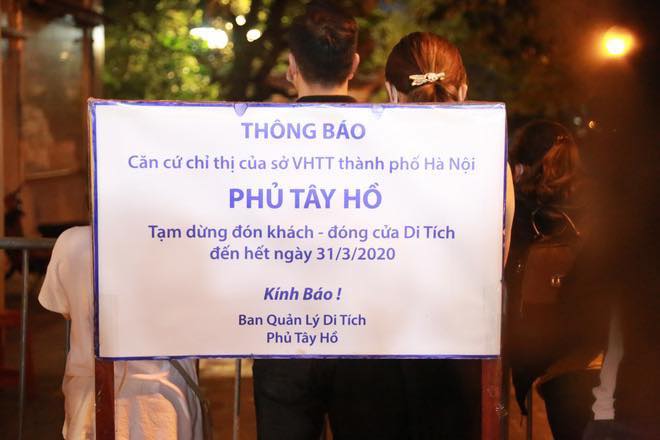 THÔNG BÁO
Căn cứ chỉ thị của sở VHTT thành phố Hà Nội
PHỦ TÂY HỒ
Tạm dừng đón khách - đóng cửa Di Tích
đến hết ngày 31/3/2020
Kính Báo !
Ban Quản Lý Di Tích
Phủ Tây Hồ